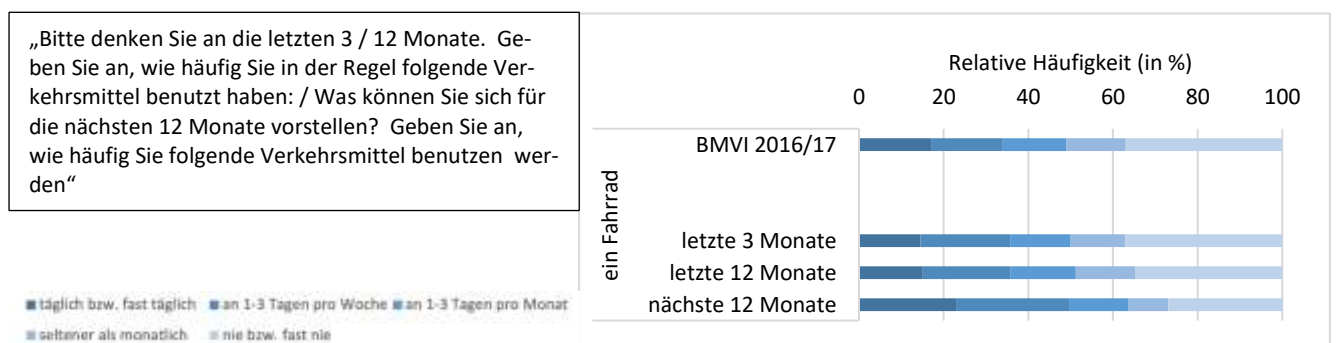 „Bitte denken Sie an die letzten 3 / 12 Monate. Ge-
ben Sie an, wie häufig Sie in der Regel folgende Ver-
kehrsmittel benutzt haben: / Was können Sie sich für
die nächsten 12 Monate vorstellen? Geben Sie an,
wie häufig Sie folgende Verkehrsmittel benutzen wer-
den“
täglich bzw. fast täglich an 1-3 Tagen pro Woche an 1-3 Tagen pro Monat
seltener als monatlich nie bzw. fast nie
Relative Häufigkeit (in %)
0 20 40 60 80 100
ein Fahrrad
BMVI 2016/17
letzte 3 Monate
letzte 12 Monate
nächste 12 Monate